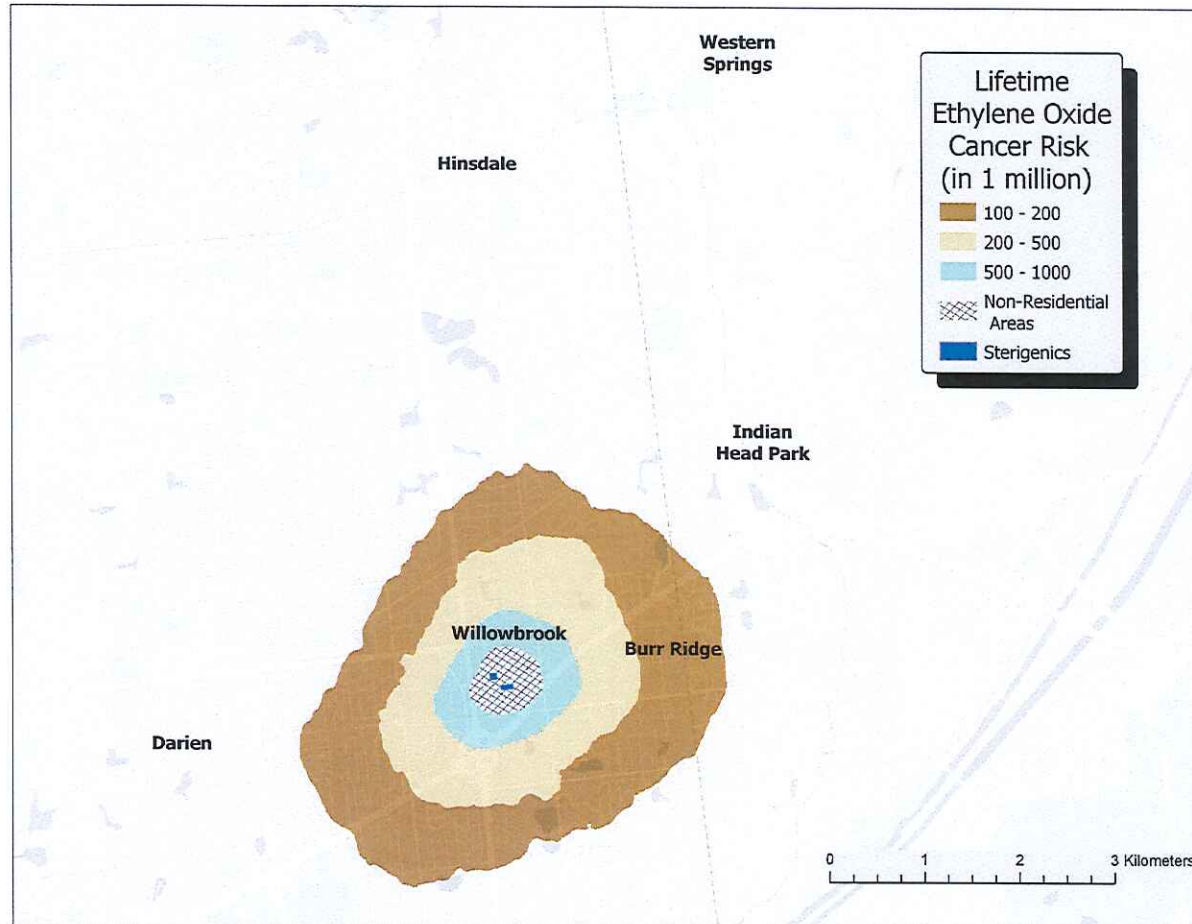 Western
Springs
Hinsdale
Lifetime
Ethylene Oxide
Cancer Risk
(in 1 million)
100 - 200
200 - 500
500 - 1000
Non-Residential
Areas
Sterigenics
Indian
Head Park
Willowbrook
Burr Ridge
Darien
0 1 2 3 Kilometers